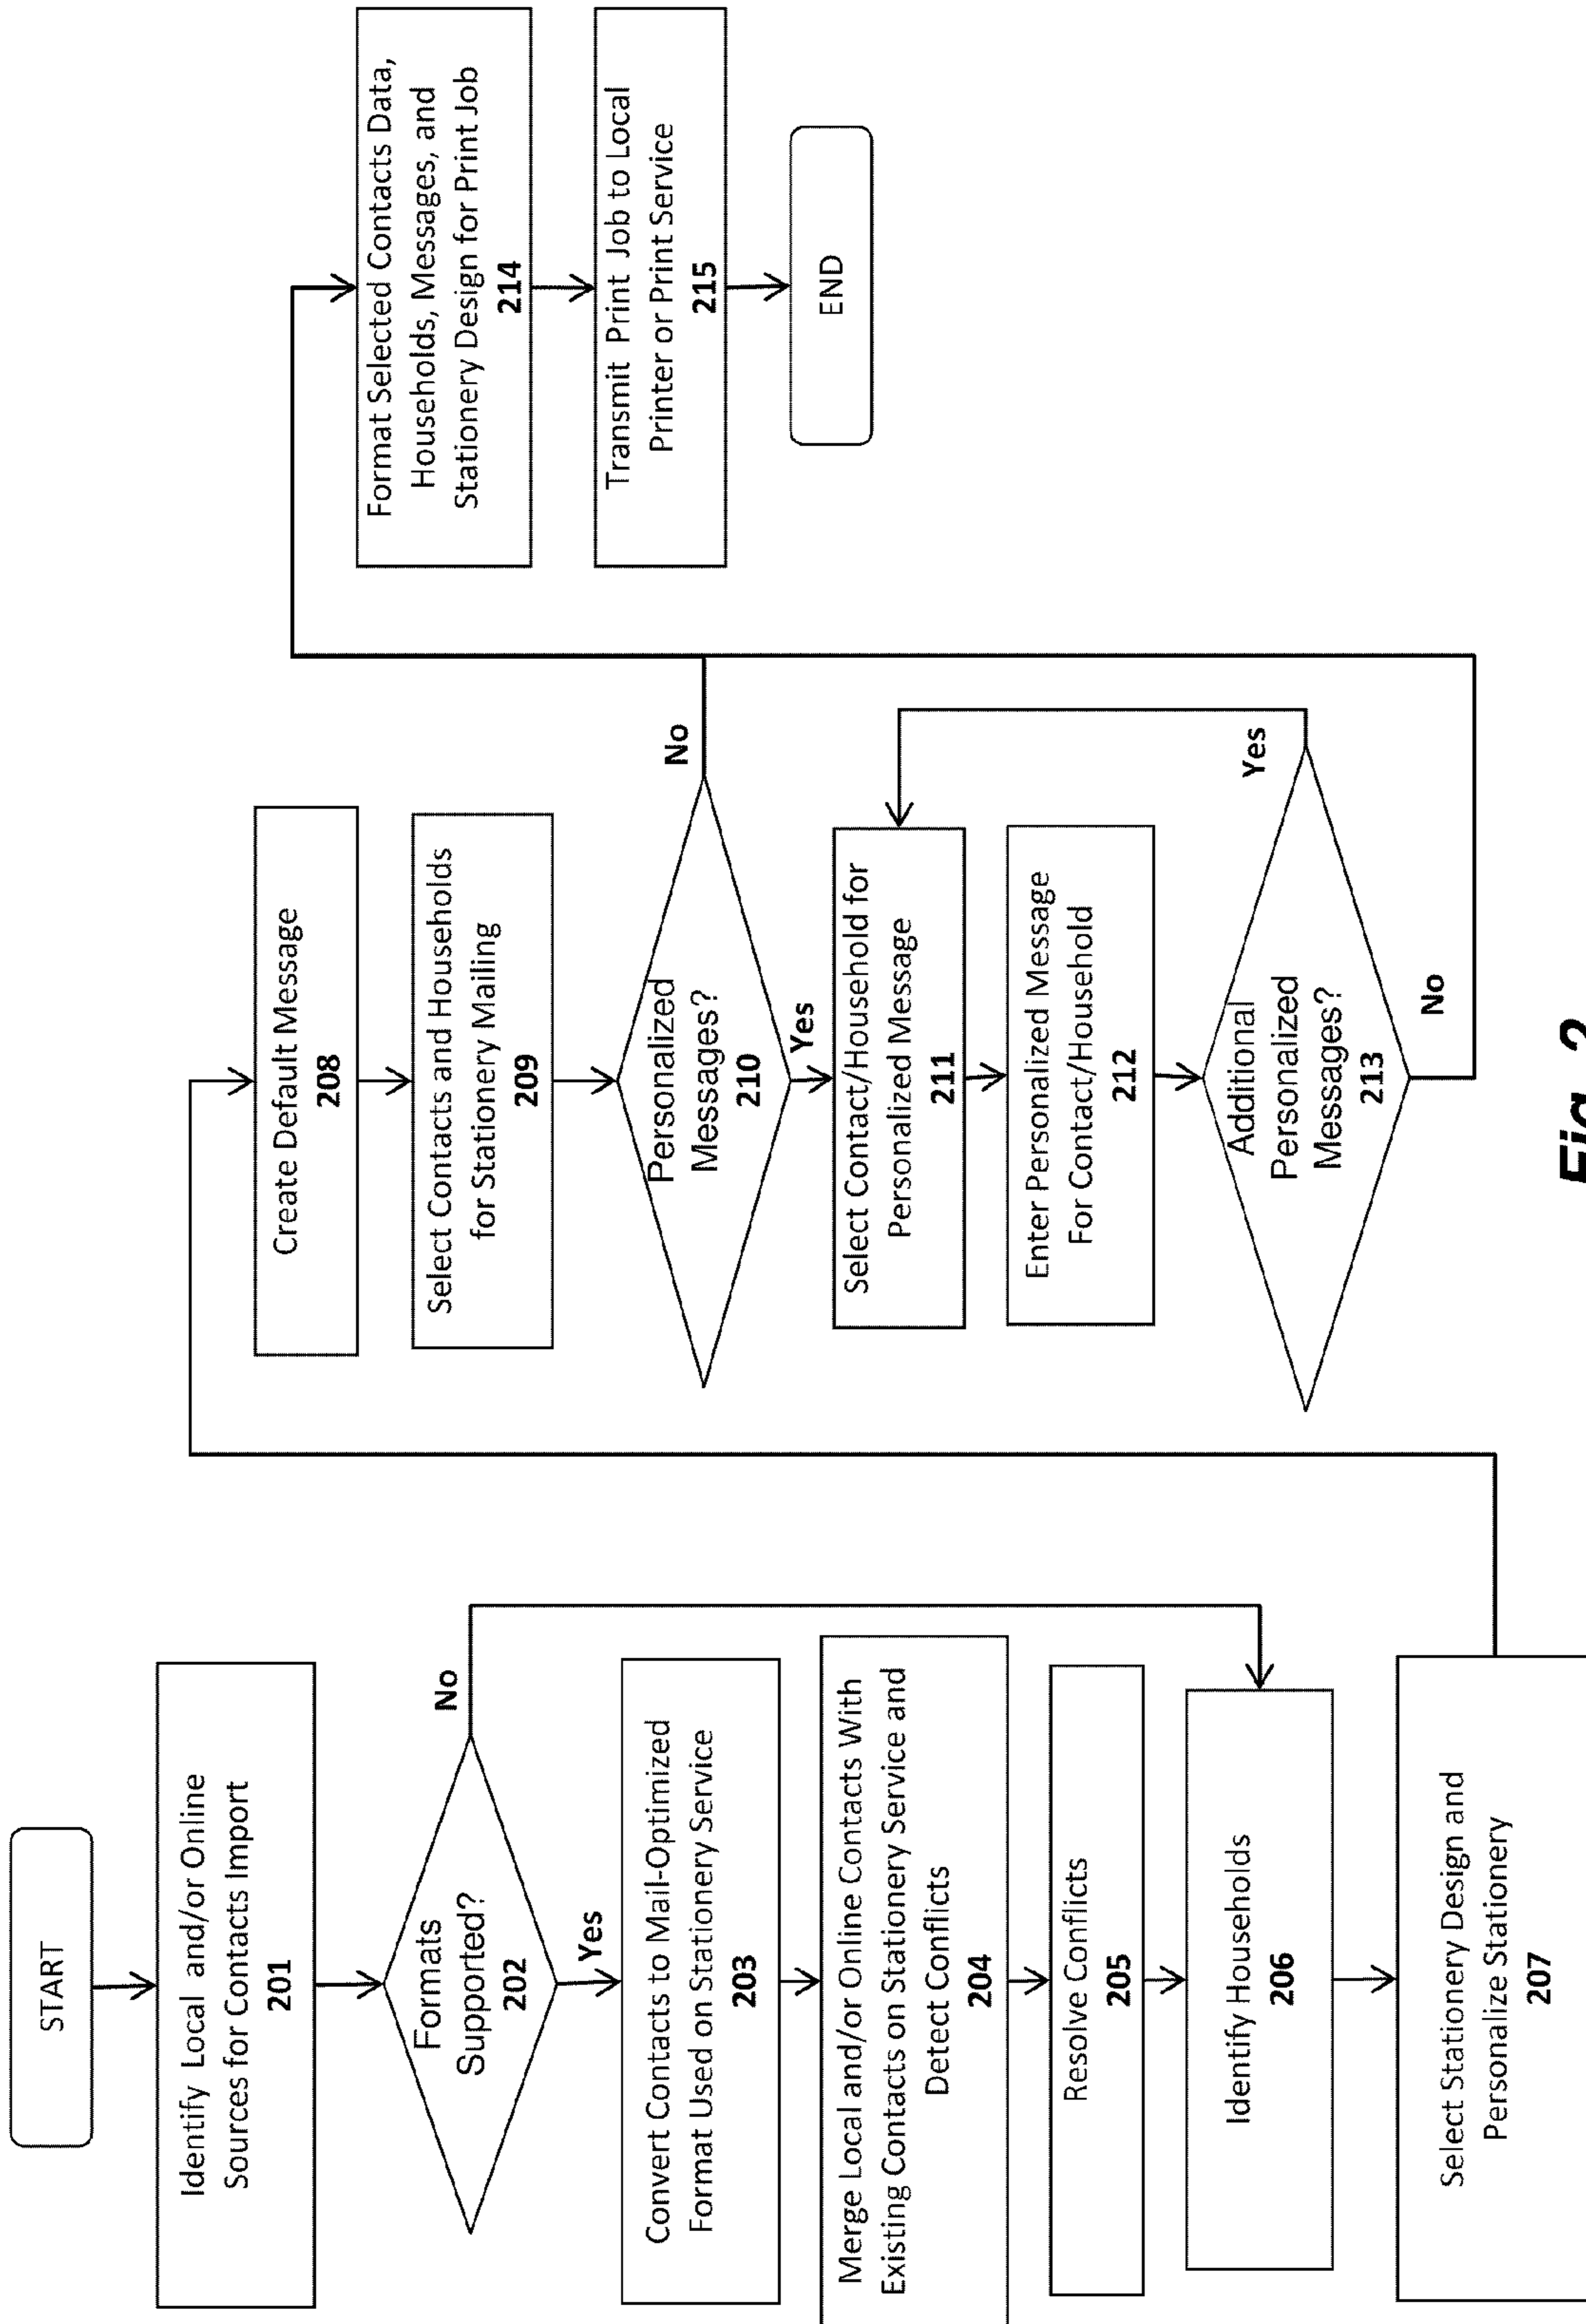 START
Identify Local and/or Online
Sources for Contacts Import
201
Formats
Supported?
202
No
Yes
Convert Contacts to Mail-Optimized
Format Used on Stationery Service
203
Merge Local and/or Online Contacts With
Existing Contacts on Stationery Service and
Detect Conflicts
204
Resolve Conflicts
205
Identify Households
206
Select Stationery Design and
Personalize Stationery
207
Create Default Message
208
Select Contacts and Households
for Stationery Mailing
209
Personalized
Messages?
210
No
Yes
Select Contact/Household for
Personalized Message
211
Enter Personalized Message
For Contact/Household
212
Additional
Personalized
Messages?
213
Yes
No
Format Selected Contacts Data,
Households, Messages, and
Stationery Design for Print Job
214
Transmit Print Job to Local
Printer or Print Service
215
END
Fig. 2